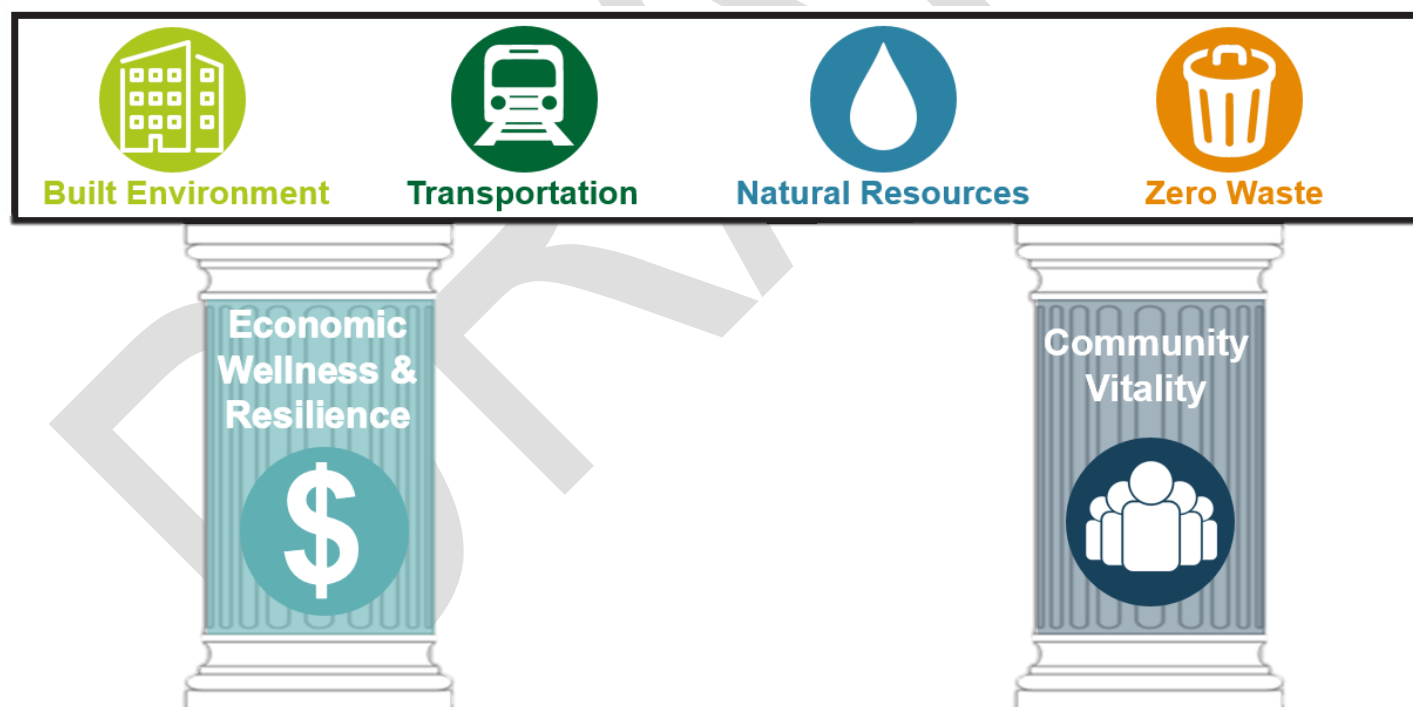 Built Environment
Transportation
Natural Resources
Zero Waste
Economic
Wellness &
Resilience
$
Community
Vitality